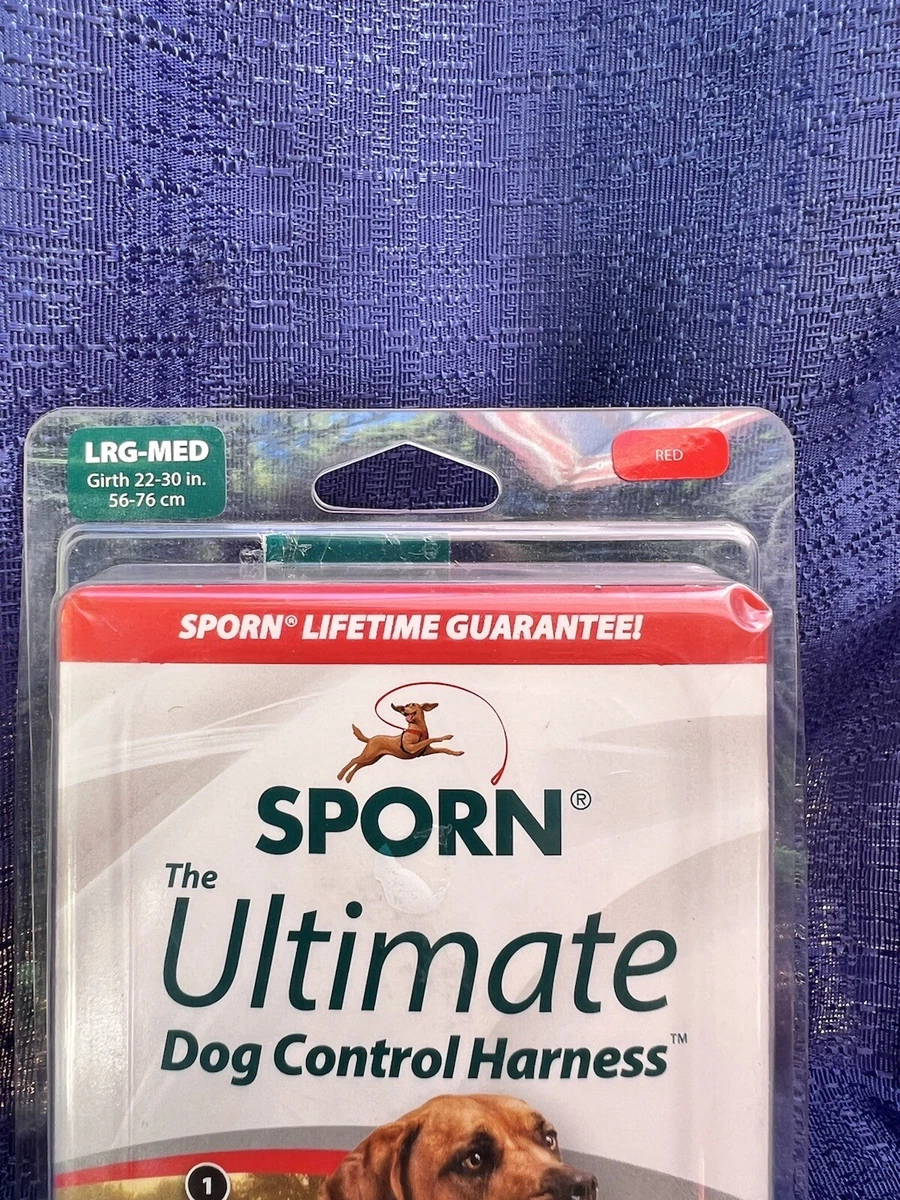 LRG-MED
Girth 22-30 in.
56-76 cm
RED
SPORN® LIFETIME GUARANTEE!
SPORN®
The
Ultimate
Dog Control Harness™
1